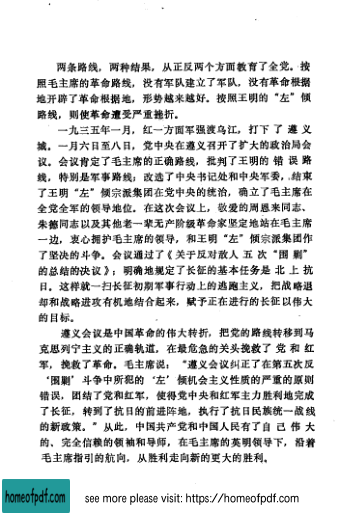 两条路线，两种结果，从正反两个方面教育了全党。按
照毛主席的革命路线，没有军队建立了军队，没有革命根据
地开辟了革命根据地，形势越来越好。按照王明的“左”倾
路线，则使革命遭受严重挫折。
一九三五年一月，红一方面军强渡乌江，打下了遵义
城。一月六日至八日，党中央在遵义召开了扩大的政治局会
议。会议肯定了毛主席的正确路线，批判了王明的错误路
线，特别是军事路线；改选了中央书记处和中央军委，结束
了王明“左”倾宗派集团在党中央的统治，确立了毛主席在
全党全军的领导地位。在这次会议上，敬爱的周恩来同志、
朱德同志以及其他老一辈无产阶级革命家坚定地站在毛主席
一边，衷心拥护毛主席的领导，和王明“左”倾宗派集团作
了坚决的斗争。会议通过了《关于反对敌人五次“围剿”
的总结的决议》；明确地规定了长征的基本任务是北上抗
日。这样就一扫长征初期军事行动上的逃跑主义，把战略退
却和战略进攻有机地结合起来，赋予正在进行的长征以伟大
的目标。
遵义会议是中国革命的伟大转折，把党的路线转移到马
克思列宁主义的正确轨道，在最危急的关头挽救了党和红
军，挽救了革命。毛主席说：“遵义会议纠正了在第五次反
‘围剿’斗争中所犯的‘左’倾机会主义性质的严重的原则
错误，团结了党和红军，使得党中央和红军主力胜利地完成
了长征，转到了抗日的前进阵地，执行了抗日民族统一战线
的新政策。”从此，中国共产党和中国人民有了自己伟大
的、完全信赖的领袖和导师，在毛主席的英明领导下，沿着
毛主席指引的航向，从胜利走向新的更大的胜利。
homeofpdf.com
see more please visit: https://homeofpdf.com